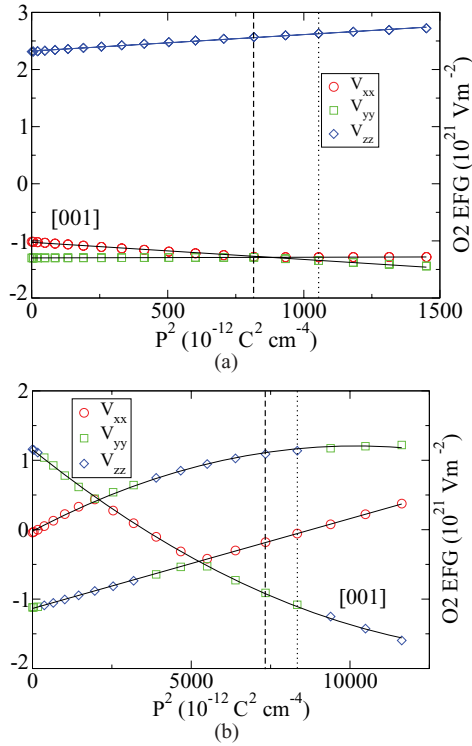 3
2
1
0
-1
-2
V_xx
V_yy
V_zz
[001]
O2 EFG (10^21 Vm^-2)
0 500 1000 1500
P^2 (10^-12 C^2 cm^-4)
(a)
2
1
0
-1
-2
V_xx
V_yy
V_zz
[001]
O2 EFG (10^21 Vm^-2)
0 5000 10000
P^2 (10^-12 C^2 cm^-4)
(b)